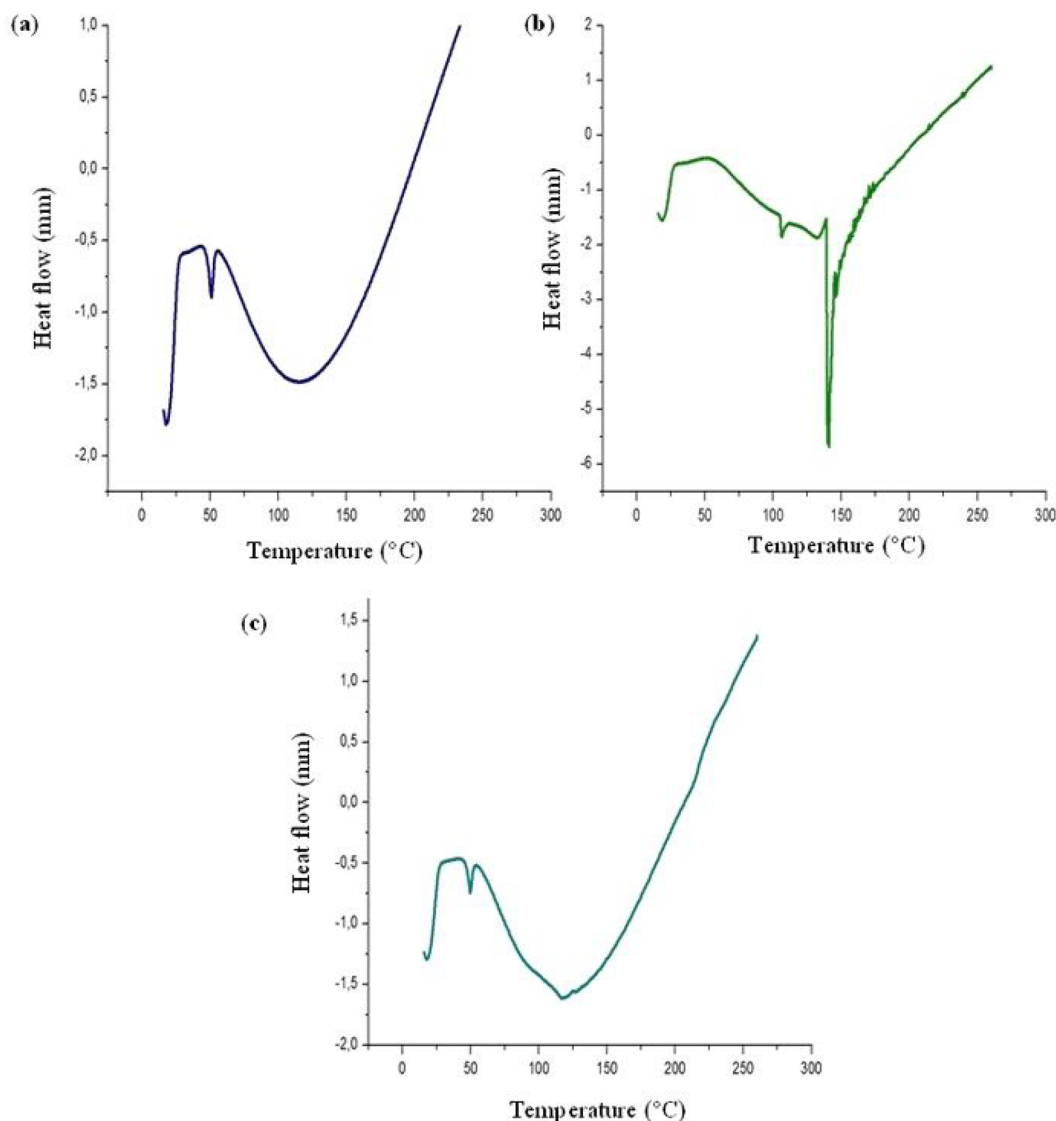 (a)
1,0
0,5
0,0
-0,5
-1,0
-1,5
-2,0
Heat flow (mm)
0 50 100 150 200 250 300
Temperature (°C)
(b)
2
1
0
-1
-2
-3
-4
-5
-6
Heat flow (mm)
0 50 100 150 200 250 300
Temperature (°C)
(c)
1,5
1,0
0,5
0,0
-0,5
-1,0
-1,5
-2,0
Heat flow (mm)
0 50 100 150 200 250 300
Temperature (°C)